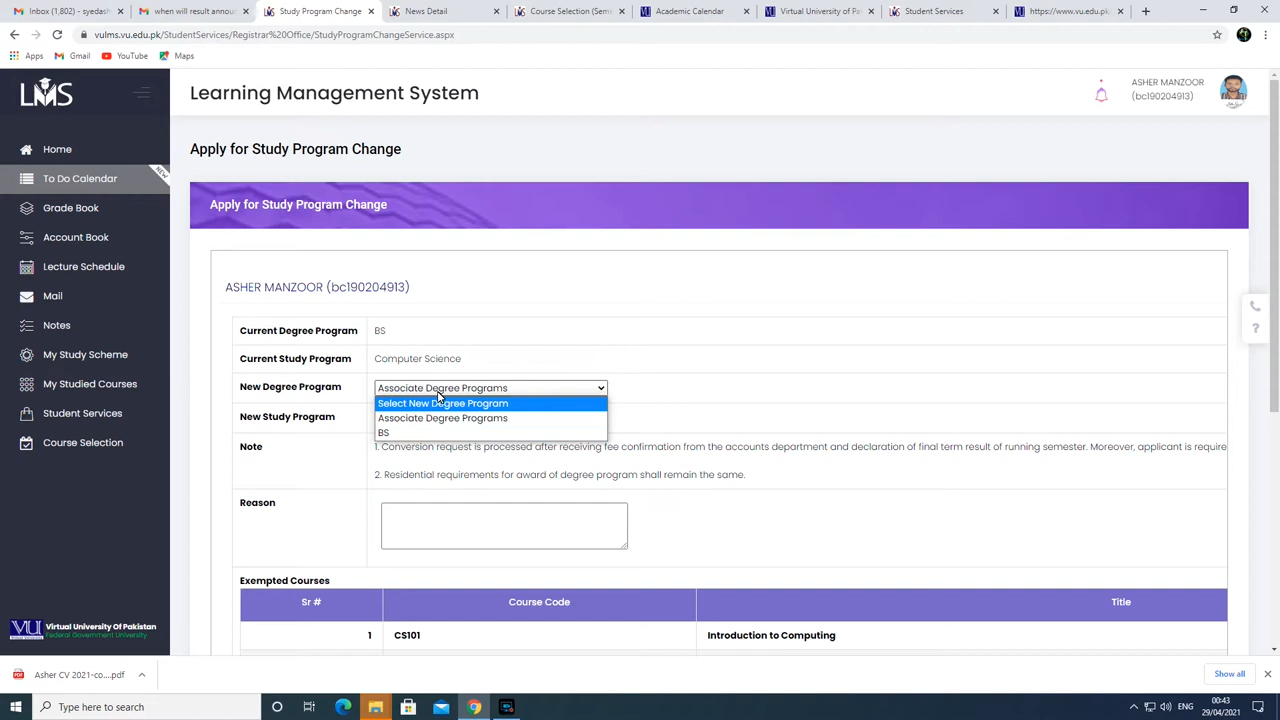 Inbox (1,802) - syedash
when will result announ
Study Program Change
News Detail
Course Selection (Seme
Academic Calendar
Virtual University of Pa
Student Services
https://www.vu.edu.pk
vulms.vu.edu.pk/StudentServices/Registrar%20Office/StudyProgramChangeService.aspx
Apps Gmail YouTube Maps
LMS
Learning Management System
ASHER MANZOOR
(bc190204913)
Home
To Do Calendar
NEW
Grade Book
Account Book
Lecture Schedule
Mail
Notes
My Study Scheme
My Studied Courses
Student Services
Course Selection
VU Virtual University Of Pakistan
Federal Government University
Apply for Study Program Change
Apply for Study Program Change
ASHER MANZOOR (bc190204913)
Current Degree Program BS
Current Study Program Computer Science
New Degree Program Associate Degree Programs
Select New Degree Program
Associate Degree Programs
BS
New Study Program
Note 1. Conversion request is processed after receiving fee confirmation from the accounts department and declaration of final term result of running semester. Moreover, applicant is require
2. Residential requirements for award of degree program shall remain the same.
Reason
Exempted Courses
Sr # Course Code Title
1 CS101 Introduction to Computing
?
Asher CV 2021-co....pdf
Show all
Type here to search
ENG
00:43
29/04/2021